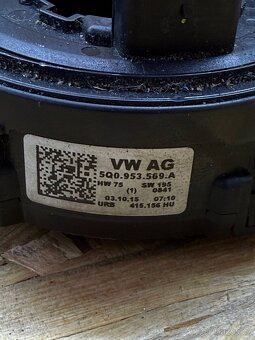 VW AG
5Q0.953.569.A
HW 75 SW 195
(1) 0841
03.10.15 07:10
URB 415.156 HU